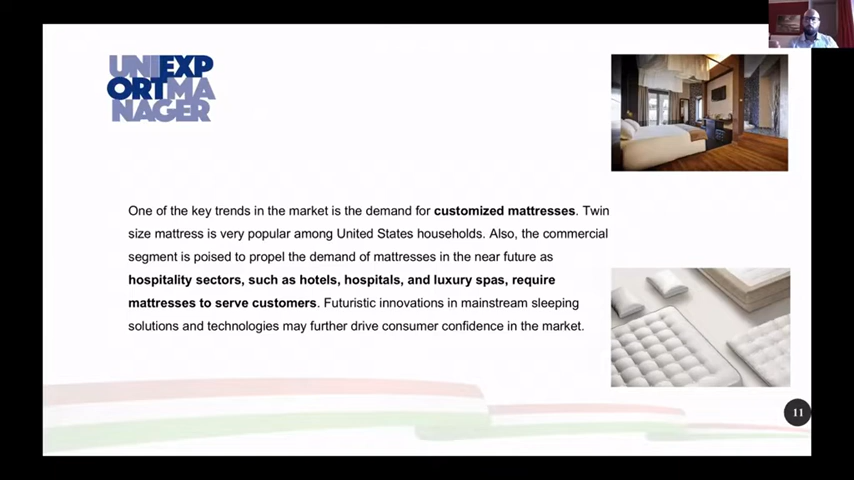 UNIEXP
ORTMA
NAGER
One of the key trends in the market is the demand for customized mattresses. Twin
size mattress is very popular among United States households. Also, the commercial
segment is poised to propel the demand of mattresses in the near future as
hospitality sectors, such as hotels, hospitals, and luxury spas, require
mattresses to serve customers. Futuristic innovations in mainstream sleeping
solutions and technologies may further drive consumer confidence in the market.
11